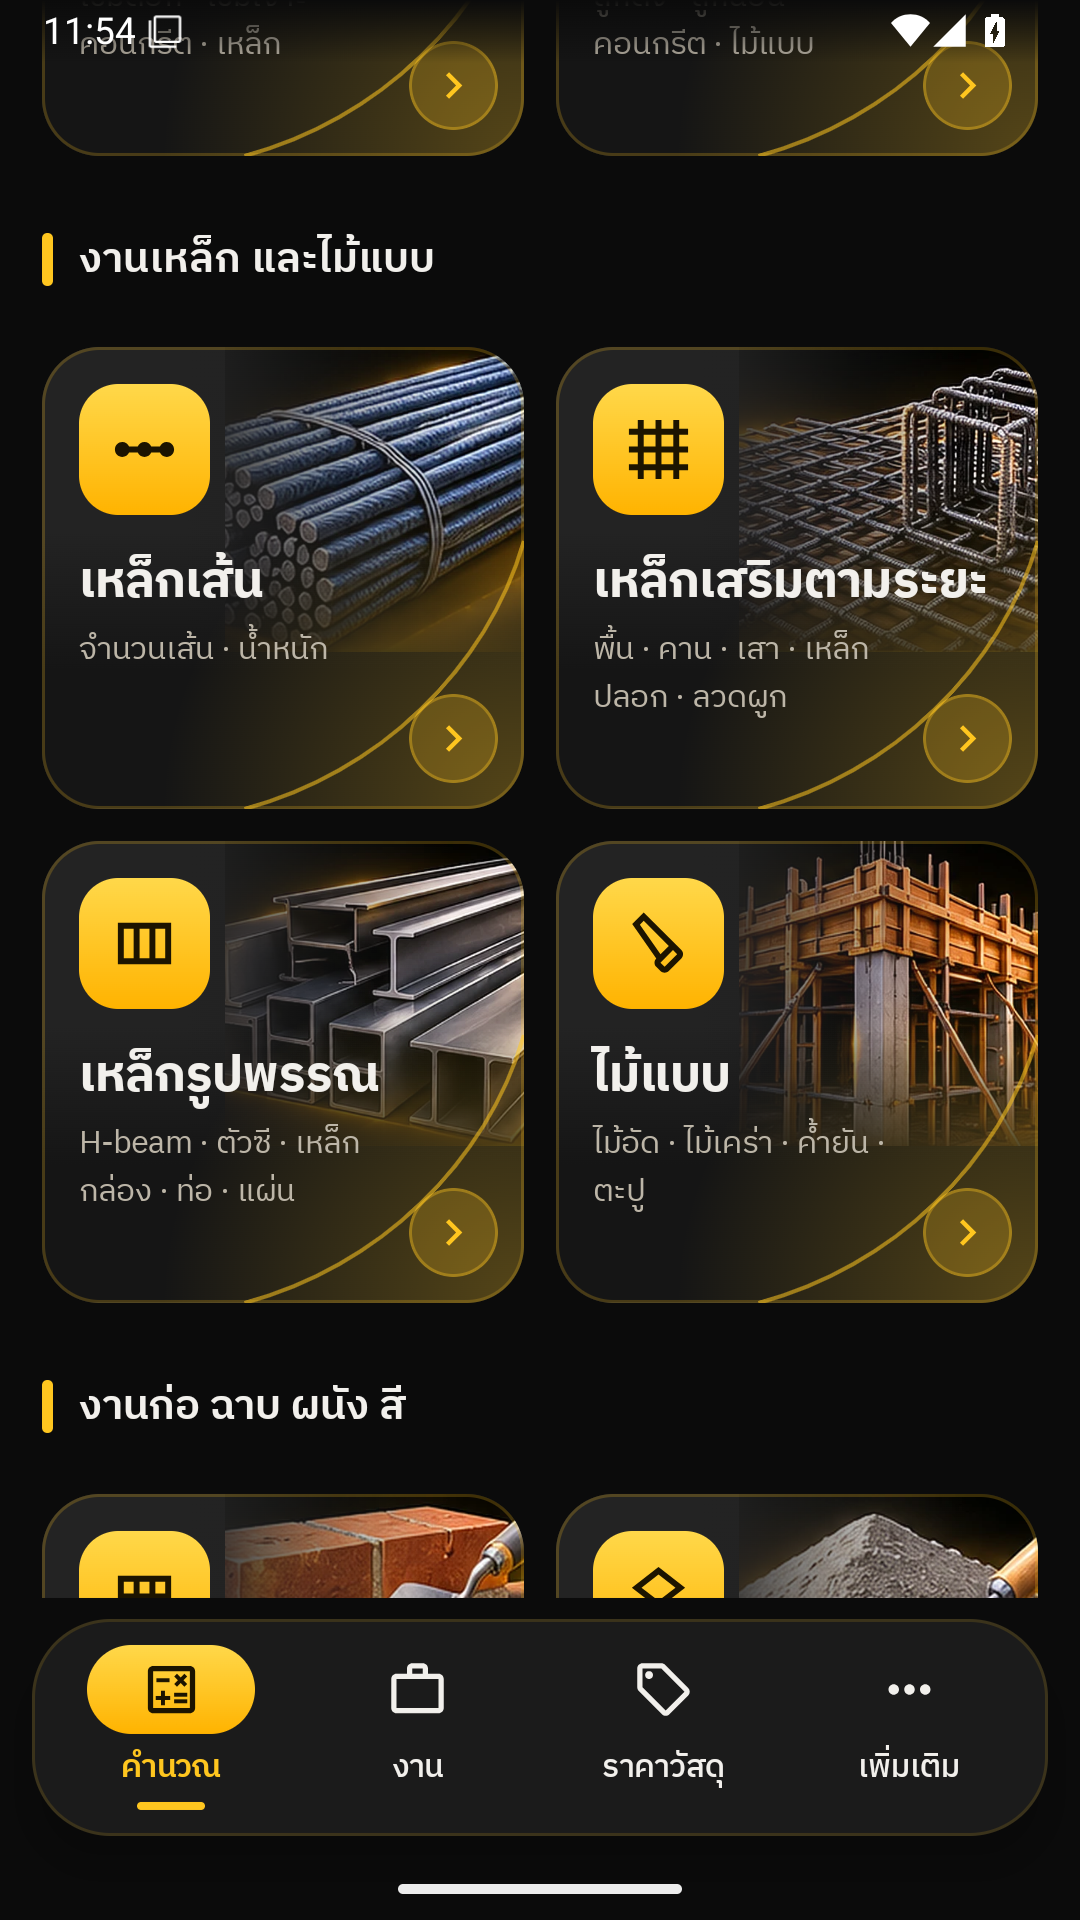 11:54
คอนกรีต · เหล็ก
คอนกรีต · ไม้แบบ
งานเหล็ก และไม้แบบ
เหล็กเส้น
จำนวนเส้น · น้ำหนัก
เหล็กเสริมตามระยะ
พื้น · คาน · เสา · เหล็ก
ปลอก · ลวดผูก
เหล็กรูปพรรณ
H-beam · ตัวซี · เหล็ก
กล่อง · ท่อ · แผ่น
ไม้แบบ
ไม้อัด · ไม้เคร่า · ค้ำยัน ·
ตะปู
งานก่อ ฉาบ ผนัง สี
คำนวณ
งาน
ราคาวัสดุ
เพิ่มเติม